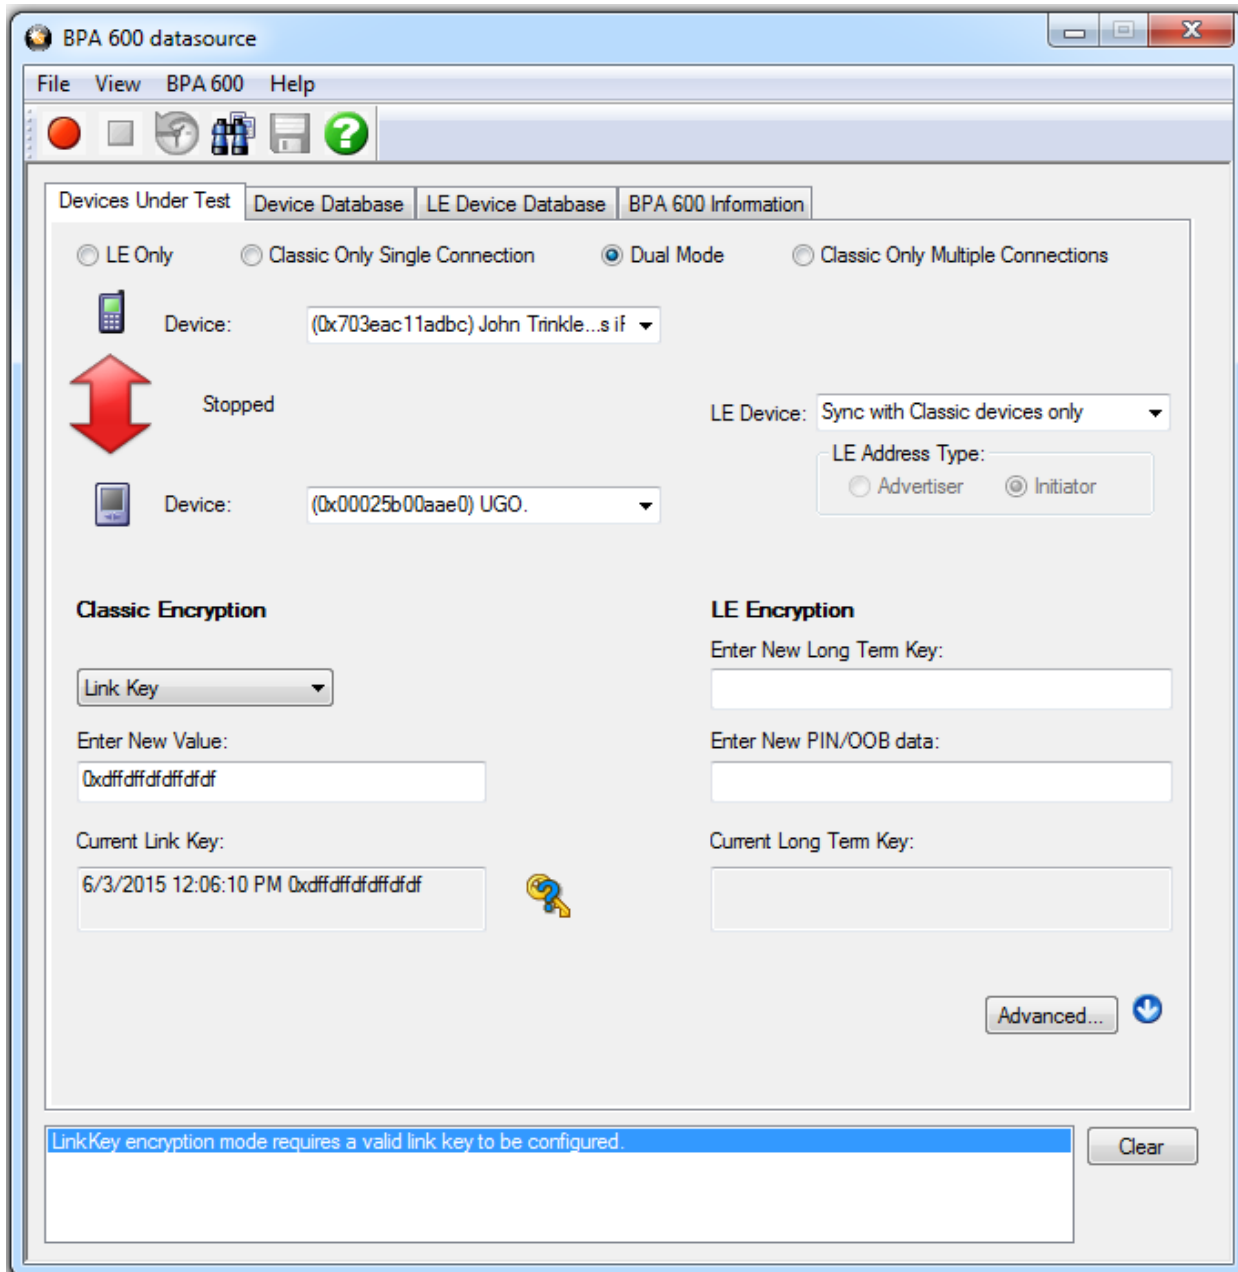 BPA 600 datasource
File View BPA 600 Help
Devices Under Test Device Database LE Device Database BPA 600 Information
LE Only Classic Only Single Connection Dual Mode Classic Only Multiple Connections
Device: (0x703eac11adbc) John Trinkle...s iF
Stopped
LE Device: Sync with Classic devices only
LE Address Type:
Advertiser Initiator
Device: (0x00025b00aae0) UGO.
Classic Encryption LE Encryption
Enter New Long Term Key:
Link Key
Enter New Value: Enter New PIN/OOB data:
0xdffdffdfdffdfdf
Current Link Key: Current Long Term Key:
6/3/2015 12:06:10 PM 0xdffdffdfdffdfdf
Advanced...
LinkKey encryption mode requires a valid link key to be configured.
Clear